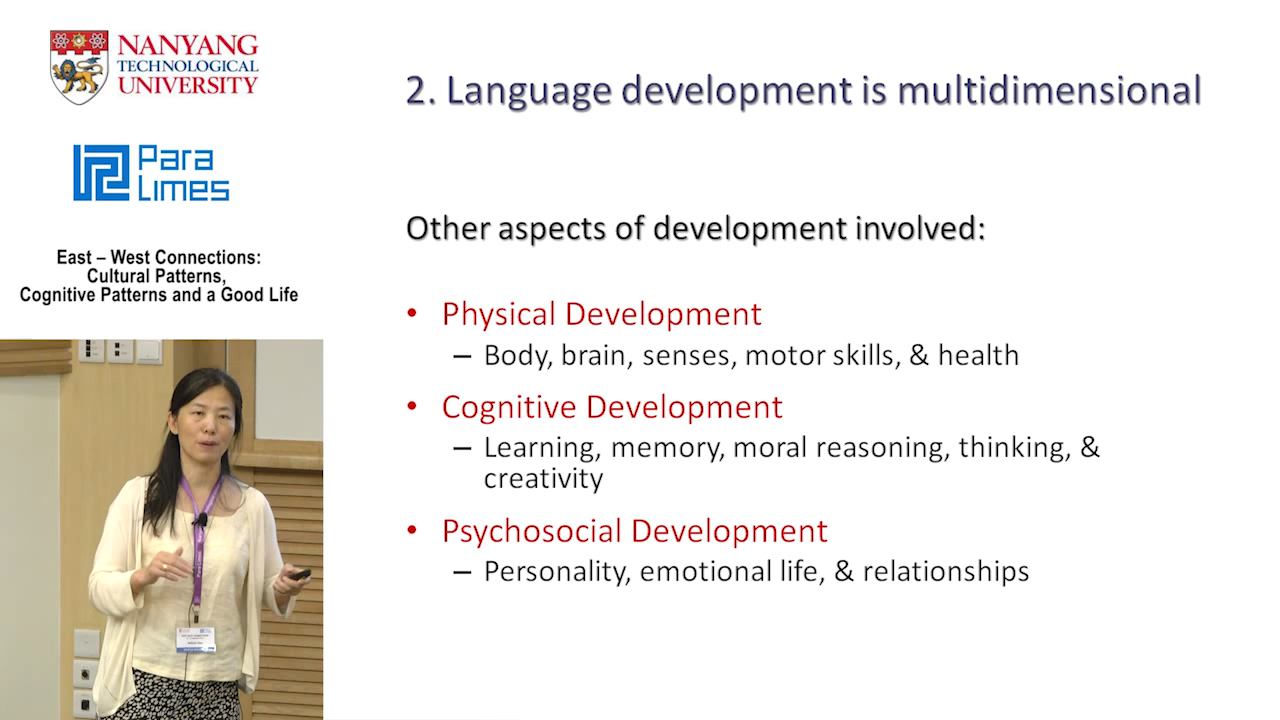 NANYANG
TECHNOLOGICAL
UNIVERSITY
Para
Limes
East – West Connections:
Cultural Patterns,
Cognitive Patterns and a Good Life
2. Language development is multidimensional
Other aspects of development involved:
• Physical Development
– Body, brain, senses, motor skills, & health
• Cognitive Development
– Learning, memory, moral reasoning, thinking, &
creativity
• Psychosocial Development
– Personality, emotional life, & relationships